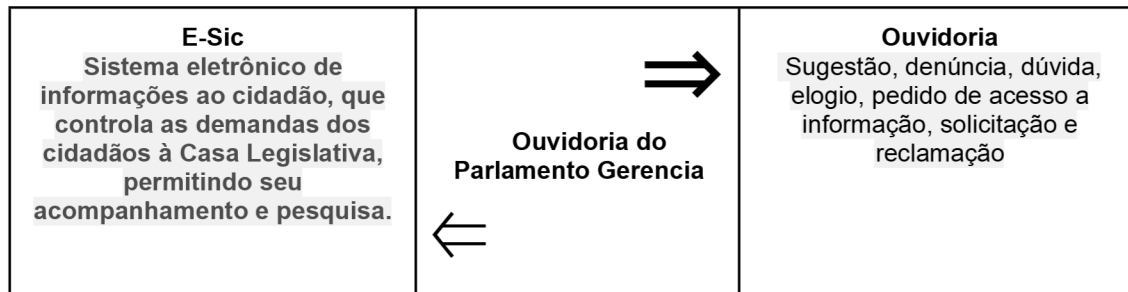 E-Sic
Sistema eletrônico de
informações ao cidadão, que
controla as demandas dos
cidadãos à Casa Legislativa,
permitindo seu
acompanhamento e pesquisa.
Ouvidoria do
Parlamento Gerencia
Ouvidoria
Sugestão, denúncia, dúvida,
elogio, pedido de acesso a
informação, solicitação e
reclamação